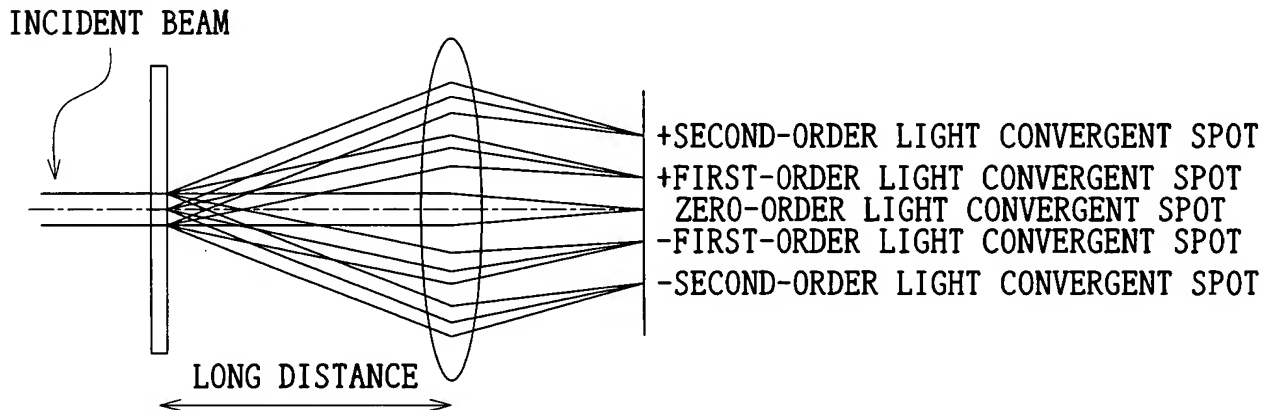 INCIDENT BEAM
+SECOND-ORDER LIGHT CONVERGENT SPOT
+FIRST-ORDER LIGHT CONVERGENT SPOT
ZERO-ORDER LIGHT CONVERGENT SPOT
-FIRST-ORDER LIGHT CONVERGENT SPOT
-SECOND-ORDER LIGHT CONVERGENT SPOT
LONG DISTANCE